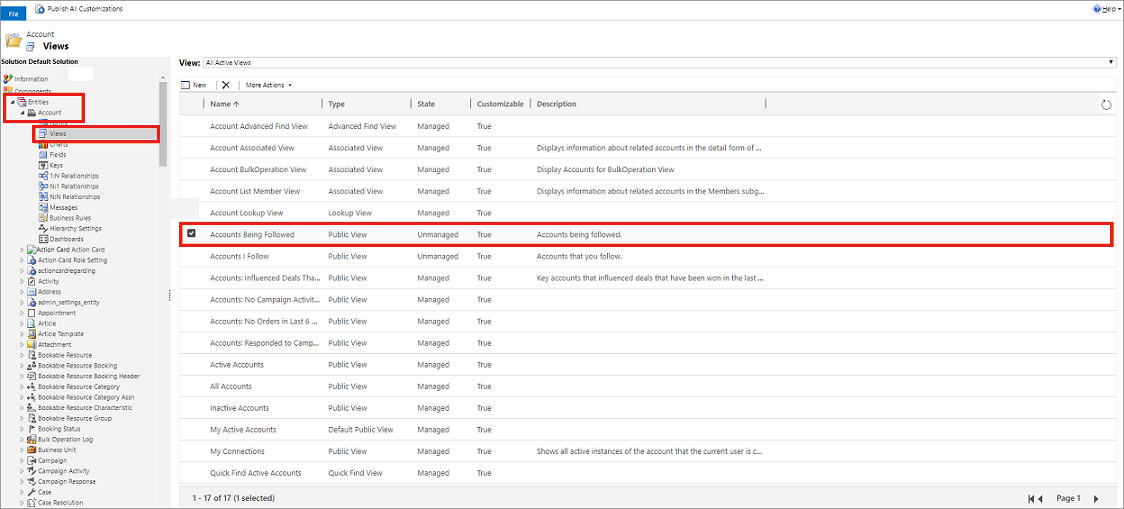 File
Publish All Customizations
Help
Account
Views
Solution Default Solution
Information
Components
Entities
Account
Views
Charts
Fields
Keys
1:N Relationships
N:1 Relationships
N:N Relationships
Messages
Business Rules
Hierarchy Settings
Dashboards
Action Card Action Card
Action Card Role Setting
actioncardregarding
Activity
Address
admin_settings_entity
Appointment
Article
Article Template
Attachment
Bookable Resource
Bookable Resource Booking
Bookable Resource Booking Header
Bookable Resource Category
Bookable Resource Category Assn
Bookable Resource Characteristic
Bookable Resource Group
Booking Status
Bulk Operation Log
Business Unit
Campaign
Campaign Activity
Campaign Response
Case
Case Resolution
View: All Active Views
New More Actions
Name Type State Customizable Description
Account Advanced Find View Advanced Find View Managed True
Account Associated View Associated View Managed True Displays information about related accounts in the detail form of ...
Account BulkOperation View Associated View Managed True Display Accounts for BulkOperation View
Account List Member View Associated View Managed True Displays information about related accounts in the Members subg...
Account Lookup View Lookup View Managed True
Accounts Being Followed Public View Unmanaged True Accounts being followed.
Accounts I Follow Public View Unmanaged True Accounts that you follow.
Accounts: Influenced Deals Tha... Public View Managed True Key accounts that influenced deals that have been won in the last ...
Accounts: No Campaign Activit... Public View Managed True
Accounts: No Orders in Last 6 ... Public View Managed True
Accounts: Responded to Camp... Public View Managed True
Active Accounts Public View Managed True
All Accounts Public View Managed True
Inactive Accounts Public View Managed True
My Active Accounts Default Public View Managed True
My Connections Public View Managed True Shows all active instances of the account that the current user is c...
Quick Find Active Accounts Quick Find View Managed True
1 - 17 of 17 (1 selected) Page 1